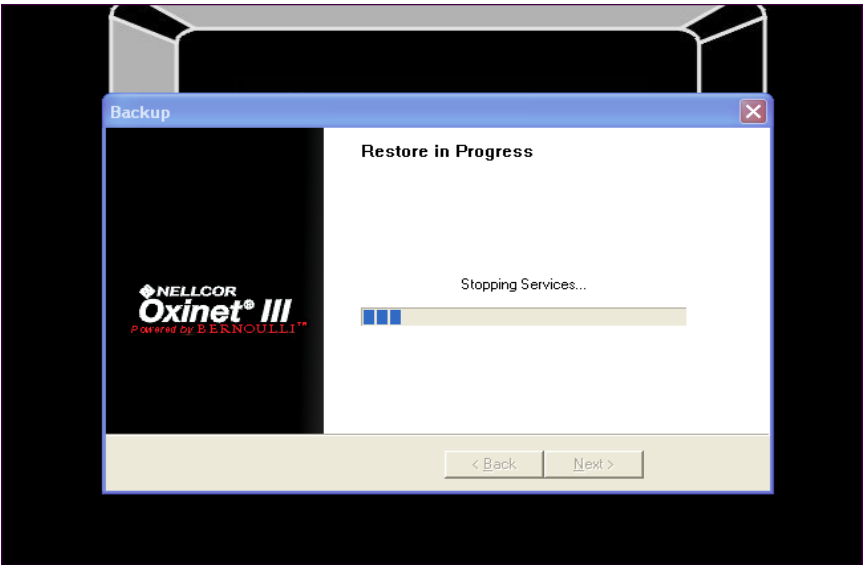 Backup
Restore in Progress
Stopping Services...
NELLCOR
Oxinet® III
Powered by BERNOULLI™
< Back
Next >